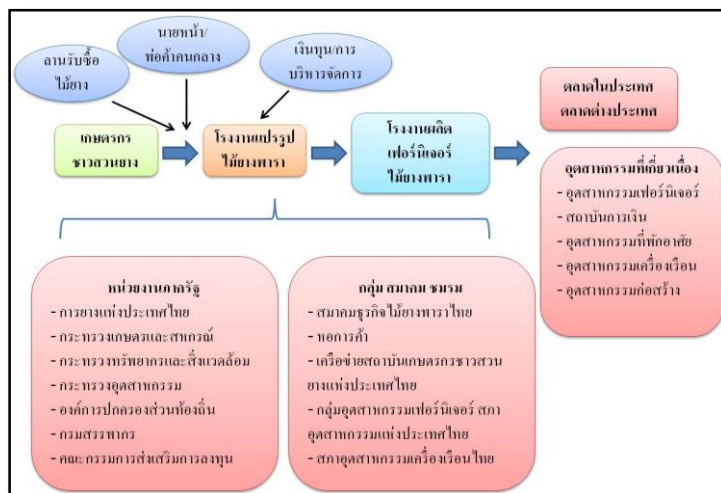 ลานรับซื้อ
ไม้ยาง
นายหน้า/
พ่อค้าคนกลาง
เงินทุน/การ
บริหารจัดการ
เกษตรกร
ชาวสวนยาง
โรงงานแปรรูป
ไม้ยางพารา
โรงงานผลิต
เฟอร์นิเจอร์
ไม้ยางพารา
ตลาดในประเทศ
ตลาดต่างประเทศ
อุตสาหกรรมที่เกี่ยวเนื่อง
- อุตสาหกรรมเฟอร์นิเจอร์
- สถาบันการเงิน
- อุตสาหกรรมที่พักอาศัย
- อุตสาหกรรมเครื่องเรือน
- อุตสาหกรรมก่อสร้าง
หน่วยงานภาครัฐ
- การยางแห่งประเทศไทย
- กระทรวงเกษตรและสหกรณ์
- กระทรวงทรัพยากรและสิ่งแวดล้อม
- กระทรวงอุตสาหกรรม
- องค์การปกครองส่วนท้องถิ่น
- กรมสรรพากร
- คณะกรรมการส่งเสริมการลงทุน
กลุ่ม สมาคม ชมรม
- สมาคมธุรกิจไม้ยางพาราไทย
- หอการค้า
- เครือข่ายสถาบันเกษตรกรชาวสวน
ยางแห่งประเทศไทย
- กลุ่มอุตสาหกรรมเฟอร์นิเจอร์ สภา
อุตสาหกรรมแห่งประเทศไทย
- สภาอุตสาหกรรมเครื่องเรือนไทย